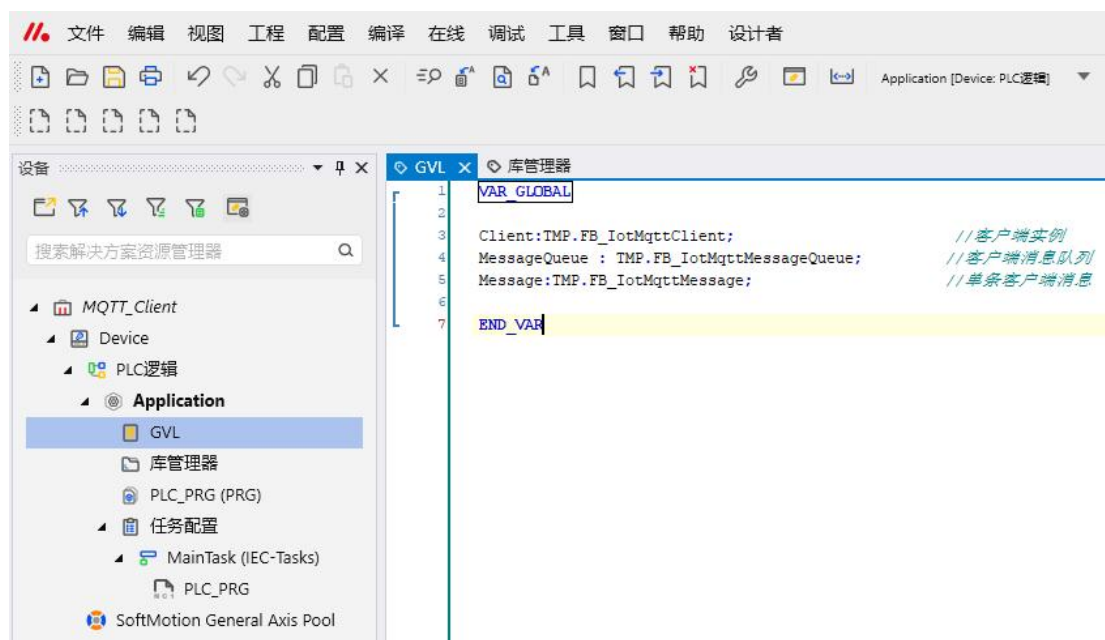 文件 编辑 视图 工程 配置 编译 在线 调试 工具 窗口 帮助 设计者
Application [Device: PLC逻辑]
设备
GVL
库管理器
搜索解决方案资源管理器
MQTT_Client
Device
PLC逻辑
Application
GVL
库管理器
PLC_PRG (PRG)
任务配置
MainTask (IEC-Tasks)
PLC_PRG
SoftMotion General Axis Pool
1 VAR_GLOBAL
2
3 Client:TMP.FB_IotMqttClient; //客户端实例
4 MessageQueue : TMP.FB_IotMqttMessageQueue; //客户端消息队列
5 Message:TMP.FB_IotMqttMessage; //单条客户端消息
6
7 END_VAR